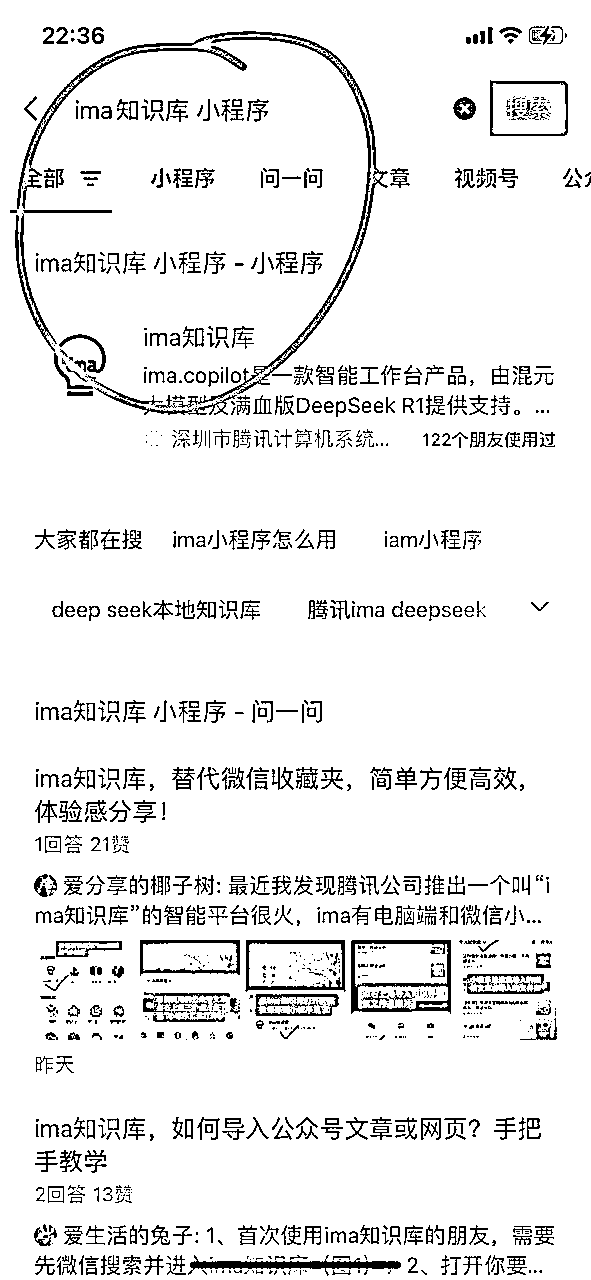 22:36
ima知识库 小程序
搜索
全部 小程序 问一问 文章 视频号 公众
ima知识库 小程序 - 小程序
ima
ima知识库
ima.copilot是一款智能工作台产品，由混元
大模型及满血版DeepSeek R1提供支持。...
深圳市腾讯计算机系统... 122个朋友使用过
大家都在搜 ima小程序怎么用 iam小程序
deep seek本地知识库 腾讯ima deepseek
ima知识库 小程序 - 问一问
ima知识库，替代微信收藏夹，简单方便高效，
体验感分享！
1回答 21赞
爱分享的椰子树: 最近我发现腾讯公司推出一个叫“i
ma知识库”的智能平台很火，ima有电脑端和微信小...
昨天
ima知识库，如何导入公众号文章或网页？手把
手教学
2回答 13赞
爱生活的兔子: 1、首次使用ima知识库的朋友，需要
先微信搜索并进入ima知识库（图1）。 2、打开你要...